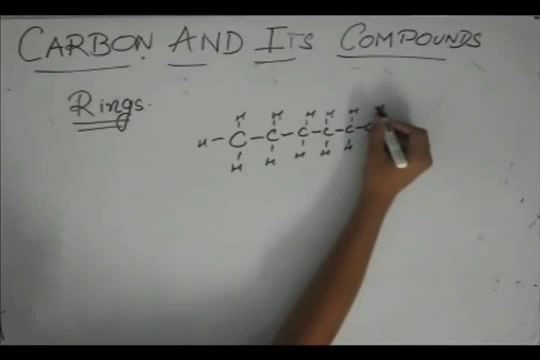 CARBON AND ITS COMPOUNDS
Rings.
H H H H H
H - C - C - C - C - C - C
H H H H H